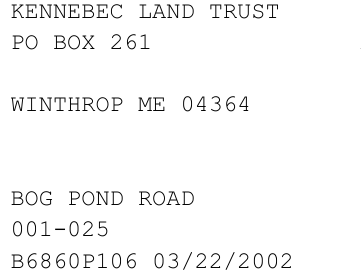 KENNEBEC LAND TRUST
PO BOX 261
WINTHROP ME 04364
BOG POND ROAD
001-025
B6860P106 03/22/2002